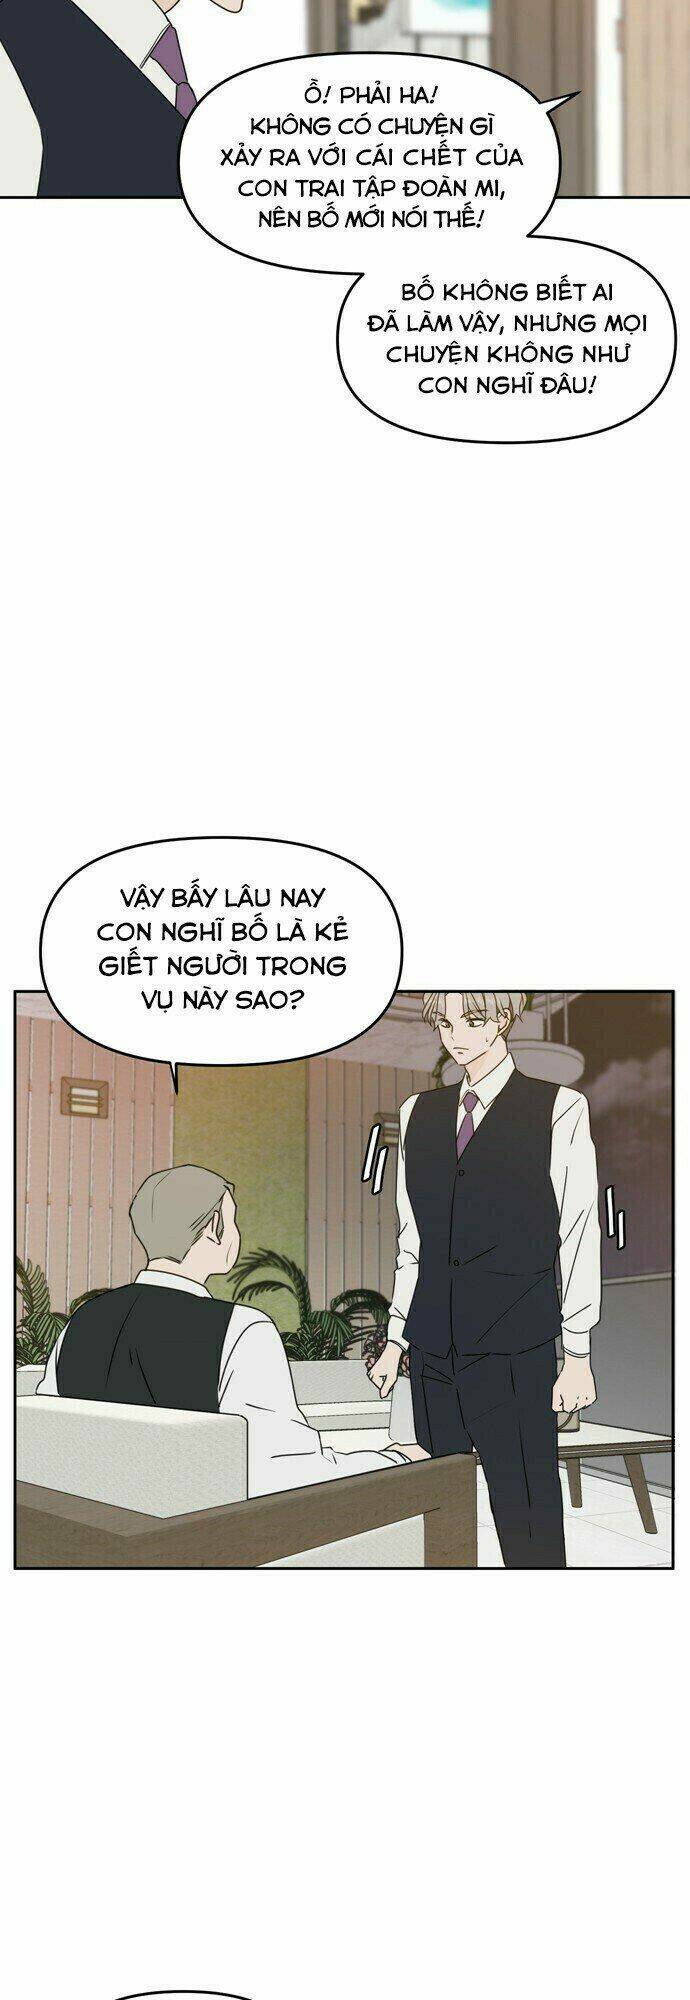 Ồ! PHẢI HA!
KHÔNG CÓ CHUYỆN GÌ
XẢY RA VỚI CÁI CHẾT CỦA
CON TRAI TẬP ĐOÀN MI,
NÊN BỐ MỚI NÓI THẾ!
BỐ KHÔNG BIẾT AI
ĐÃ LÀM VẬY, NHƯNG MỌI
CHUYỆN KHÔNG NHƯ
CON NGHĨ ĐÂU!
VẬY BẤY LÂU NAY
CON NGHĨ BỐ LÀ KẺ
GIẾT NGƯỜI TRONG
VỤ NÀY SAO?